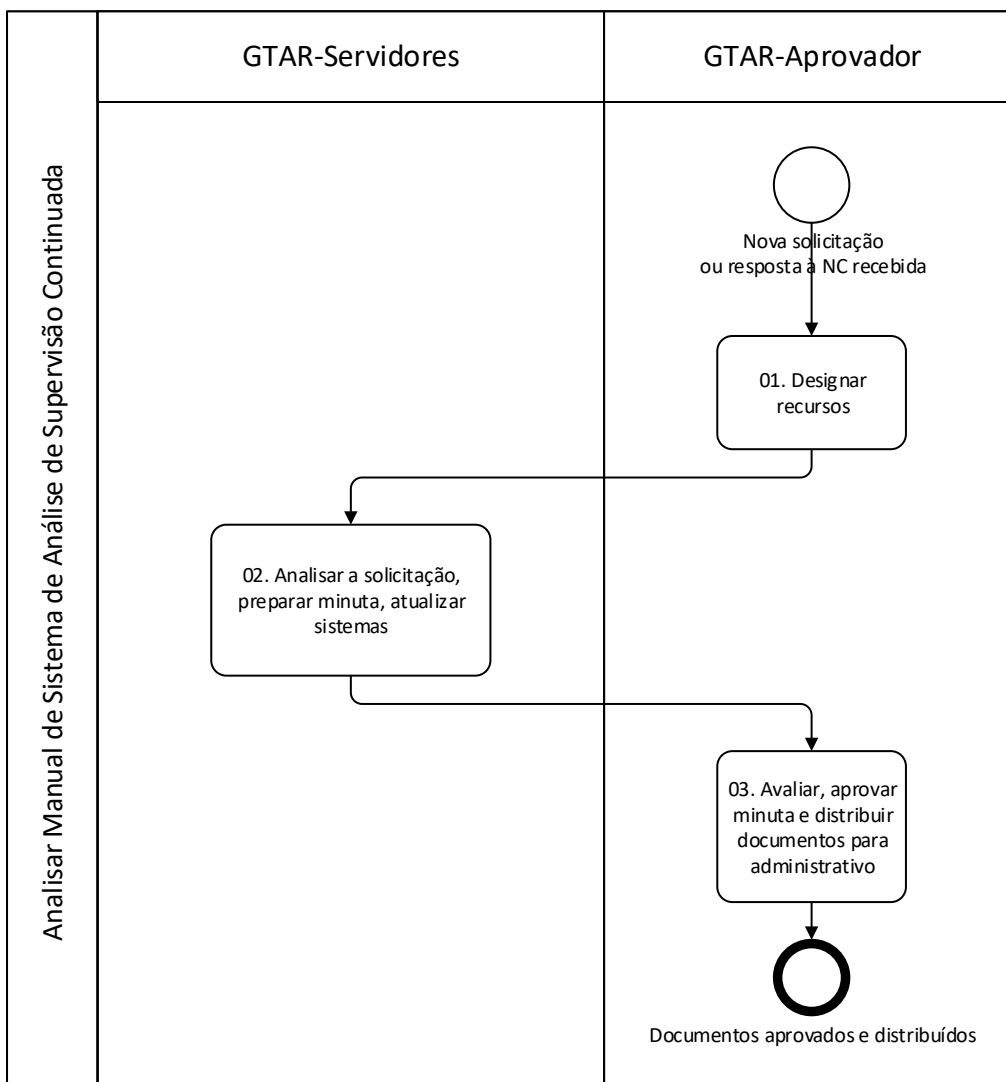 Analisar Manual de Sistema de Análise de Supervisão Continuada
GTAR-Servidores
GTAR-Aprovador
Nova solicitação
ou resposta à NC recebida
01. Designar
recursos
02. Analisar a solicitação,
preparar minuta, atualizar
sistemas
03. Avaliar, aprovar
minuta e distribuir
documentos para
administrativo
Documentos aprovados e distribuídos